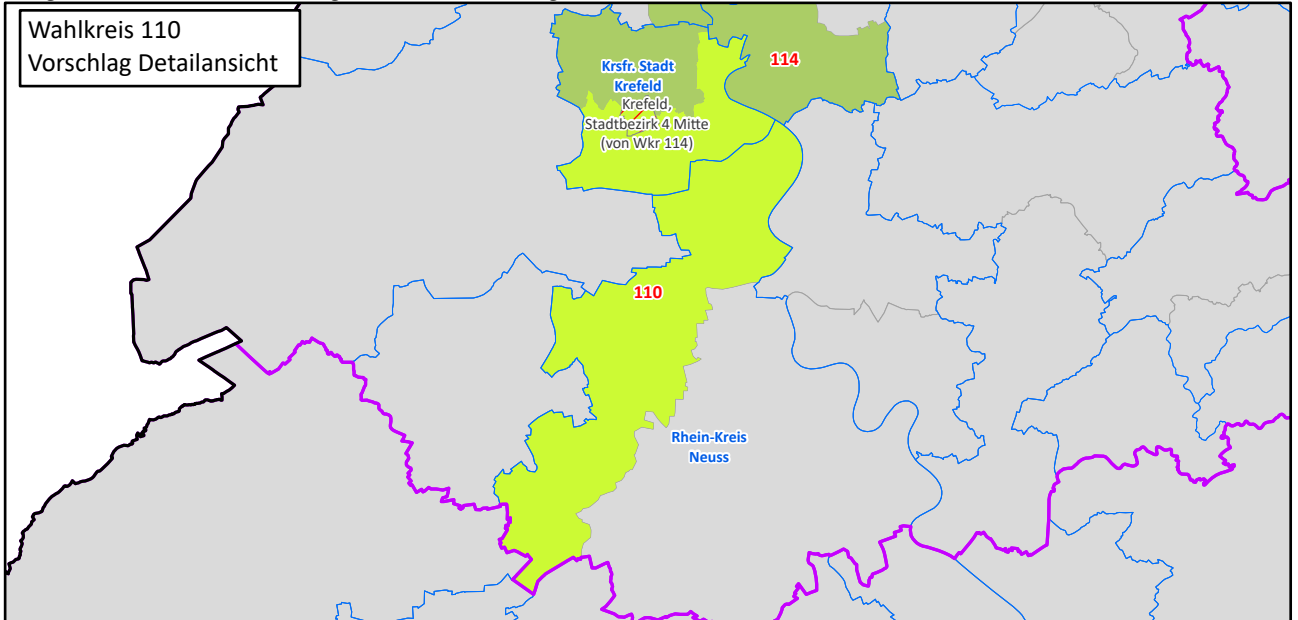 Wahlkreis 110
Vorschlag Detailansicht
114
Krsfr. Stadt
Krefeld
Krefeld,
Stadtbezirk 4 Mitte
(von Wkr 114)
110
Rhein-Kreis
Neuss